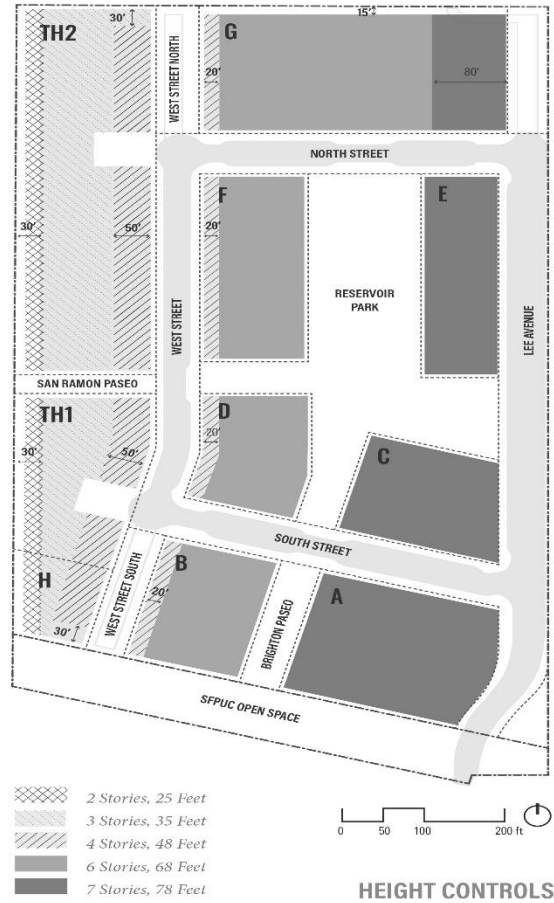 30'
15'
TH2
G
WEST STREET NORTH
20'
80'
NORTH STREET
F
E
30'
50'
20'
WEST STREET
RESERVOIR
PARK
LEE AVENUE
SAN RAMON PASEO
TH1
D
20'
C
30'
50'
SOUTH STREET
H
WEST STREET SOUTH
B
20'
BRIGHTON PASEO
A
30'
SFPUC OPEN SPACE
2 Stories, 25 Feet
3 Stories, 35 Feet
4 Stories, 48 Feet
6 Stories, 68 Feet
7 Stories, 78 Feet
0 50 100 200 ft
HEIGHT CONTROLS